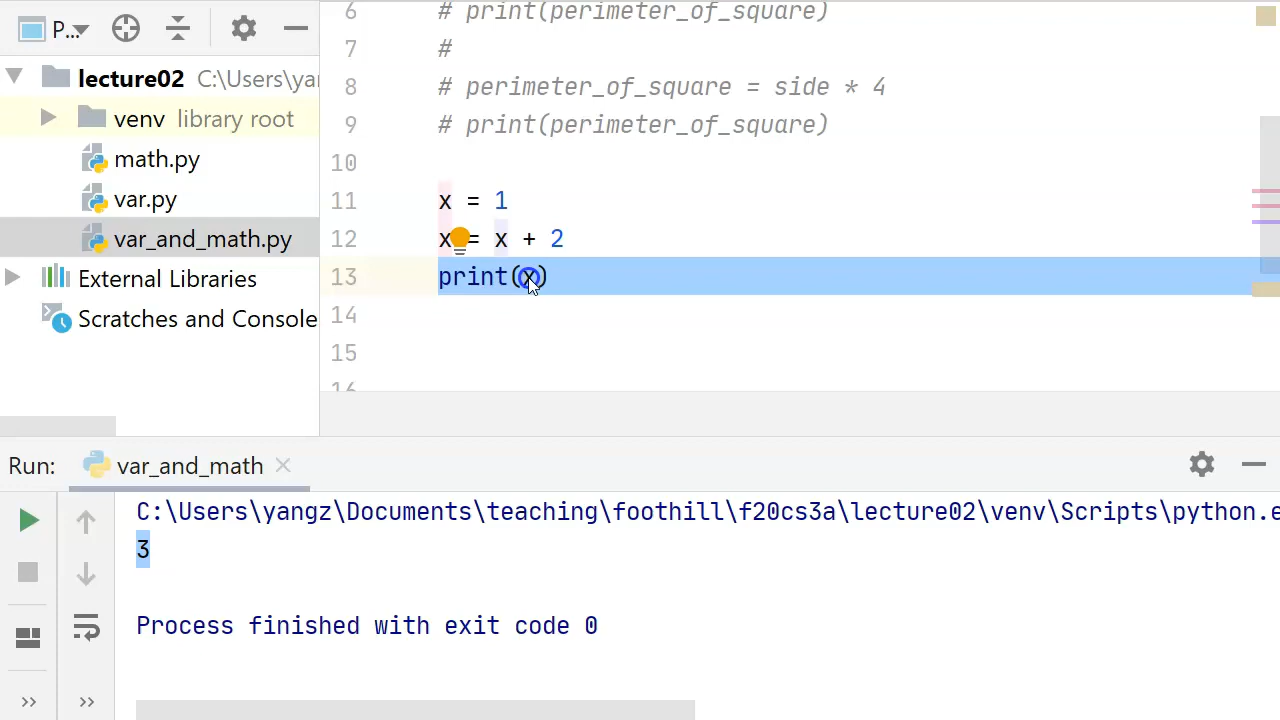 P...
lecture02 C:\Users\ya
venv library root
math.py
var.py
var_and_math.py
External Libraries
Scratches and Console
6 # print(perimeter_of_square)
7 #
8 # perimeter_of_square = side * 4
9 # print(perimeter_of_square)
10
11 x = 1
12 x = x + 2
13 print(x)
14
15
16
Run: var_and_math
C:\Users\yangz\Documents\teaching\foothill\f20cs3a\lecture02\venv\Scripts\python.e
3
Process finished with exit code 0